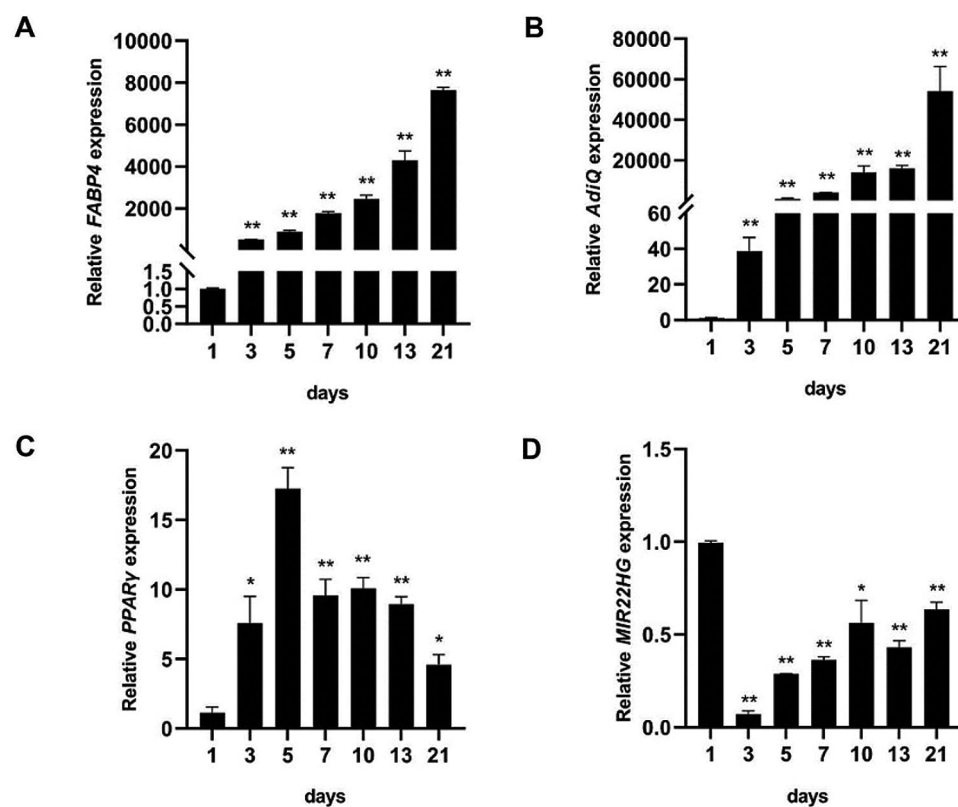 A
Relative FABP4 expression
10000
8000
6000
4000
2000
1.5
1.0
0.5
0.0
** ** ** ** ** **
1 3 5 7 10 13 21
days
B
Relative AdiQ expression
80000
60000
40000
20000
60
40
20
0
** ** ** ** ** **
1 3 5 7 10 13 21
days
C
Relative PPARγ expression
20
15
10
5
0
* ** ** ** ** *
1 3 5 7 10 13 21
days
D
Relative MIR22HG expression
1.5
1.0
0.5
0.0
** ** ** * ** **
1 3 5 7 10 13 21
days